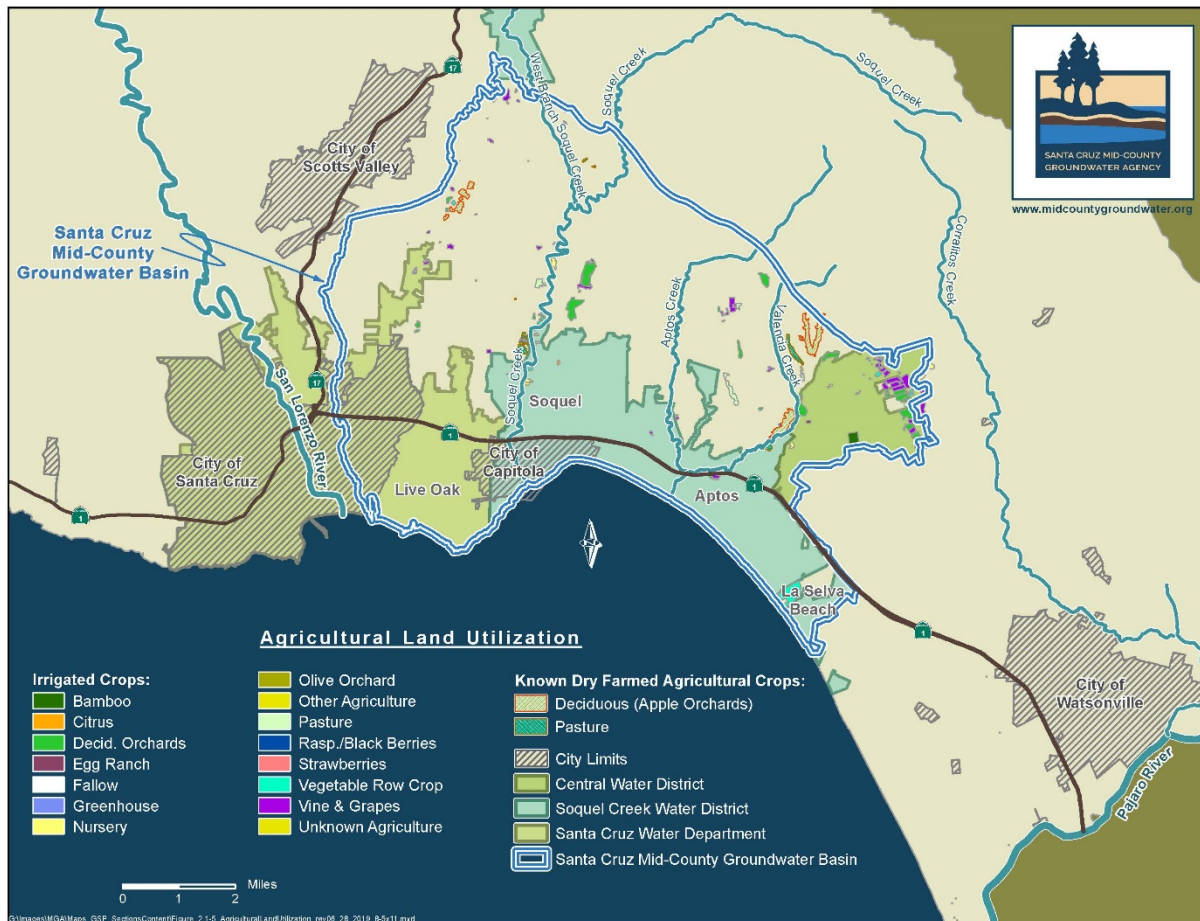 17
West Branch Soquel Creek
Soquel Creek
Soquel Creek
SANTA CRUZ MID-COUNTY
GROUNDWATER AGENCY
www.midcountygroundwater.org
City of
Scotts Valley
Santa Cruz
Mid-County
Groundwater Basin
Corralitos Creek
Aptos Creek
Valencia Creek
17
San Lorenzo River
Soquel Creek
Soquel
1
City of
Capitola
City of
Santa Cruz
Live Oak
Aptos
1
1
La Selva
Beach
1
City of
Watsonville
Pajaro River
Agricultural Land Utilization
Irrigated Crops:
Bamboo
Citrus
Decid. Orchards
Egg Ranch
Fallow
Greenhouse
Nursery
Olive Orchard
Other Agriculture
Pasture
Rasp./Black Berries
Strawberries
Vegetable Row Crop
Vine & Grapes
Unknown Agriculture
Known Dry Farmed Agricultural Crops:
Deciduous (Apple Orchards)
Pasture
City Limits
Central Water District
Soquel Creek Water District
Santa Cruz Water Department
Santa Cruz Mid-County Groundwater Basin
Miles
0 1 2